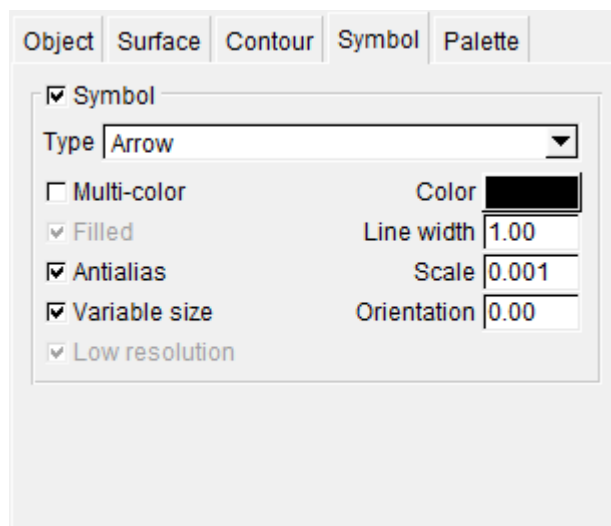 Object Surface Contour Symbol Palette
Symbol
Type Arrow
Multi-color Color
Filled Line width 1.00
Antialias Scale 0.001
Variable size Orientation 0.00
Low resolution